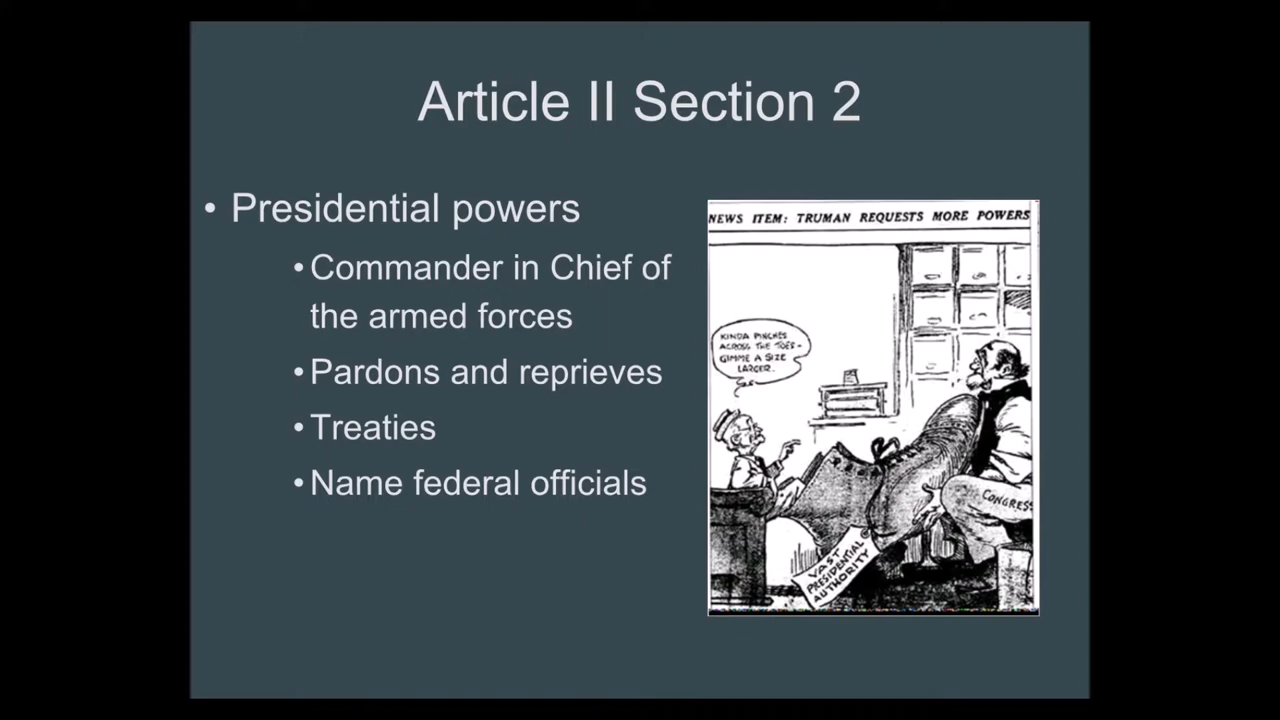 Article II Section 2
• Presidential powers
• Commander in Chief of
the armed forces
• Pardons and reprieves
• Treaties
• Name federal officials
NEWS ITEM: TRUMAN REQUESTS MORE POWERS
KINDA PINCHES
ACROSS THE TOES-
GIMME A SIZE
LARGER.
CONGRESS
VAST
PRESIDENTIAL
AUTHORITY